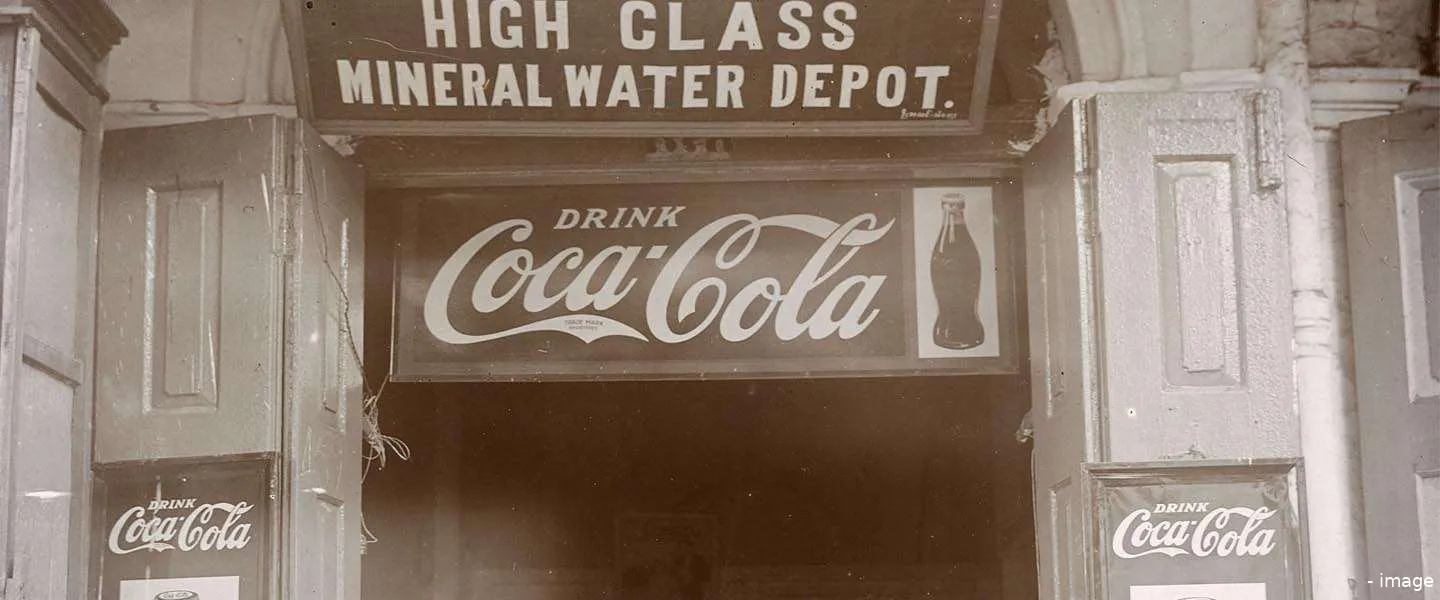 HIGH CLASS
MINERAL WATER DEPOT.
DRINK
Coca-Cola
TRADE MARK
DRINK
Coca-Cola
DRINK
Coca-Cola
- image